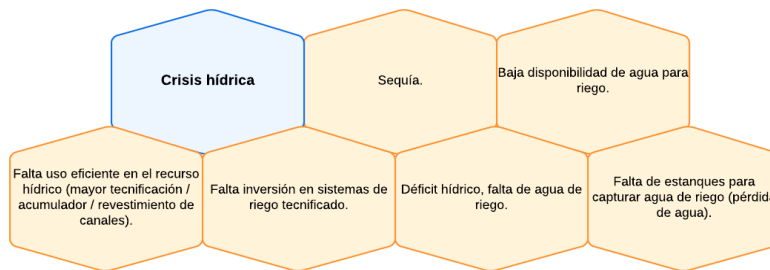 Crisis hídrica
Sequía.
Baja disponibilidad de agua para
riego.
Falta uso eficiente en el recurso
hídrico (mayor tecnificación /
acumulador / revestimiento de
canales).
Falta inversión en sistemas de
riego tecnificado.
Déficit hídrico, falta de agua de
riego.
Falta de estanques para
capturar agua de riego (pérdida
de agua).